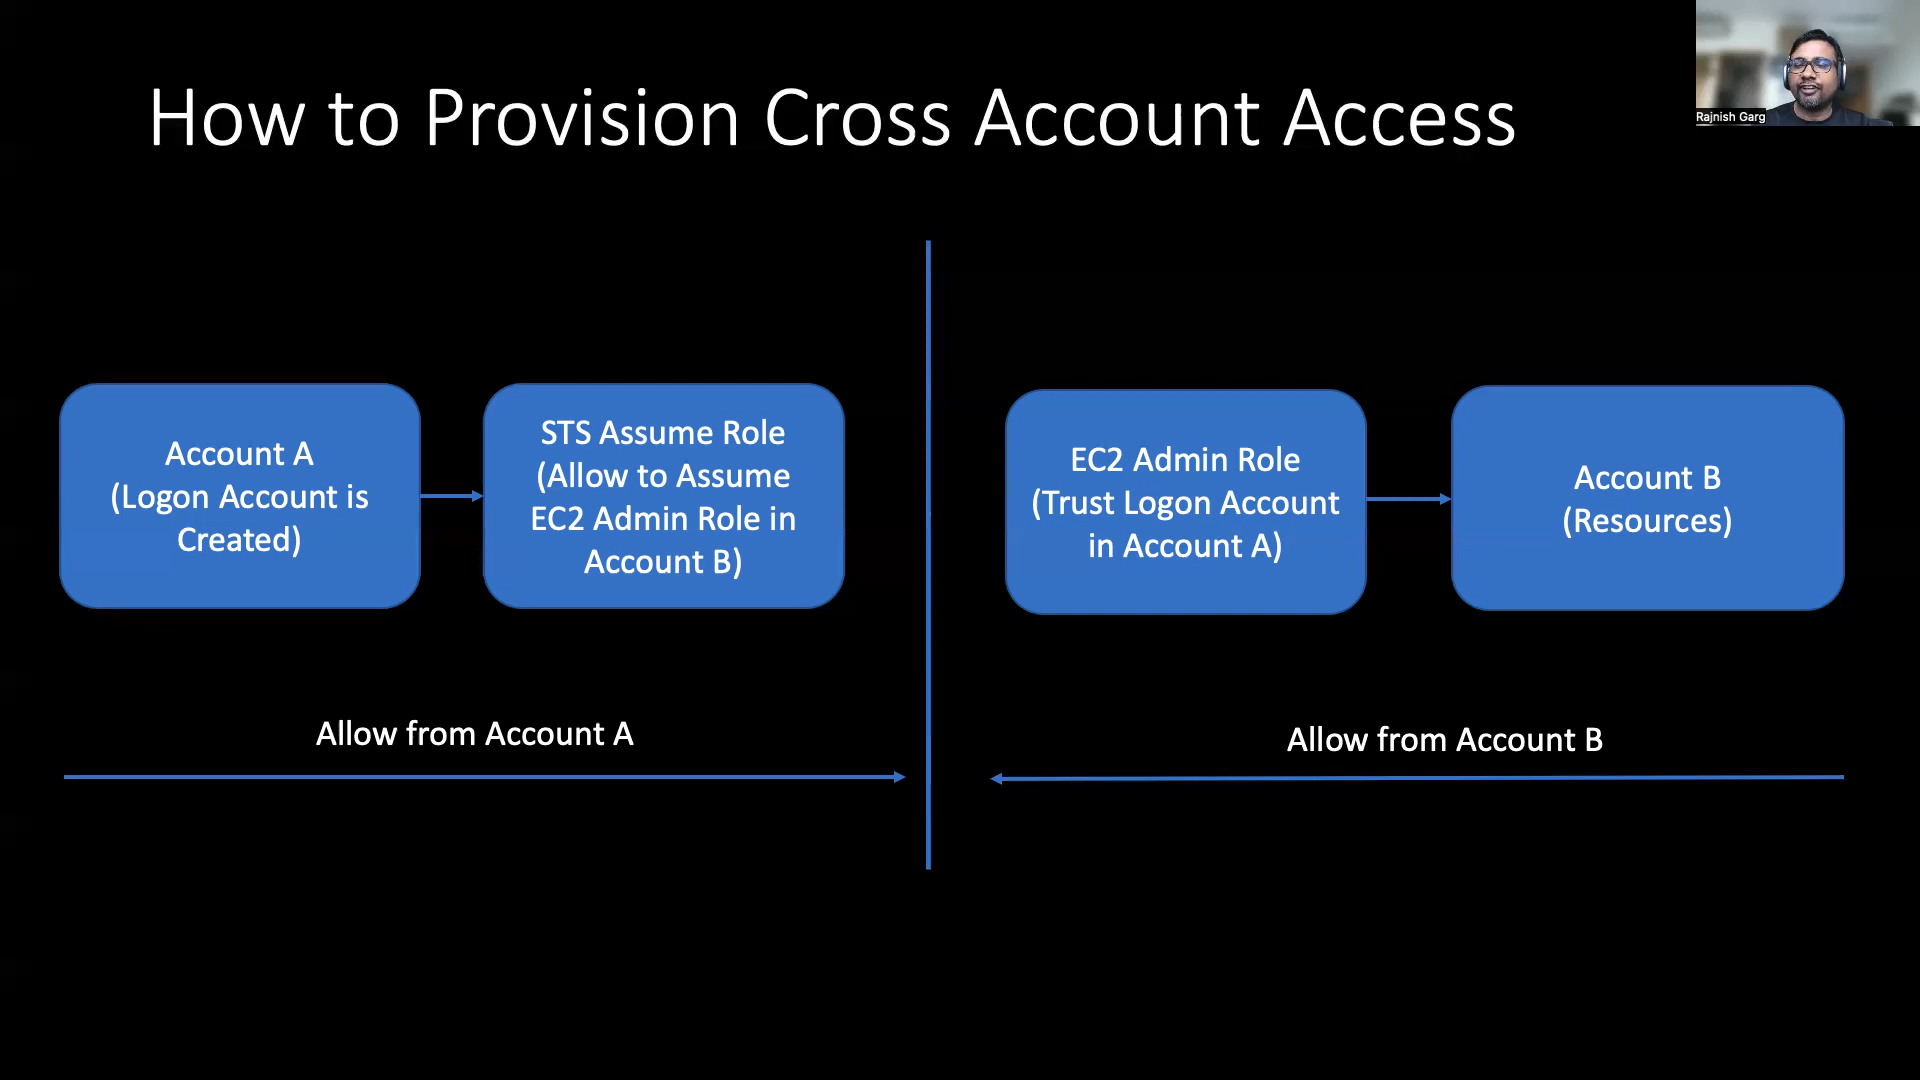 How to Provision Cross Account Access
Rajnish Garg
Account A
(Logon Account is
Created)
STS Assume Role
(Allow to Assume
EC2 Admin Role in
Account B)
EC2 Admin Role
(Trust Logon Account
in Account A)
Account B
(Resources)
Allow from Account A
Allow from Account B